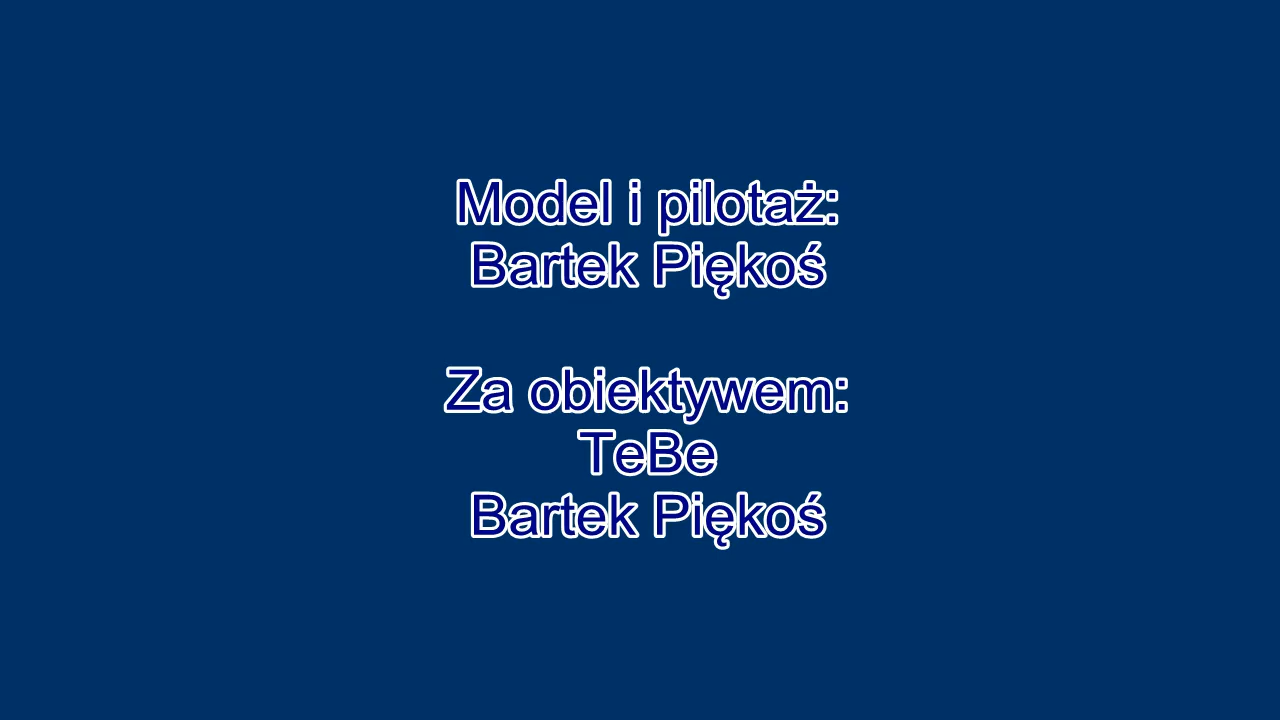 Model i pilotaż:
Bartek Piękoś
Za obiektywem:
TeBe
Bartek Piękoś